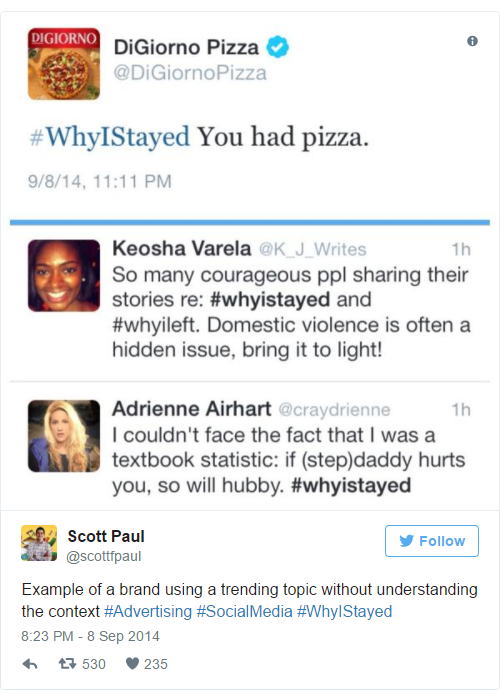 DIGIORNO
DiGiorno Pizza
@DiGiornoPizza
#WhyIStayed You had pizza.
9/8/14, 11:11 PM
Keosha Varela @K_J_Writes 1h
So many courageous ppl sharing their
stories re: #whyistayed and
#whyileft. Domestic violence is often a
hidden issue, bring it to light!
Adrienne Airhart @craydrienne 1h
I couldn't face the fact that I was a
textbook statistic: if (step)daddy hurts
you, so will hubby. #whyistayed
Scott Paul
@scottfpaul
Follow
Example of a brand using a trending topic without understanding
the context #Advertising #SocialMedia #WhyIStayed
8:23 PM - 8 Sep 2014
530 235